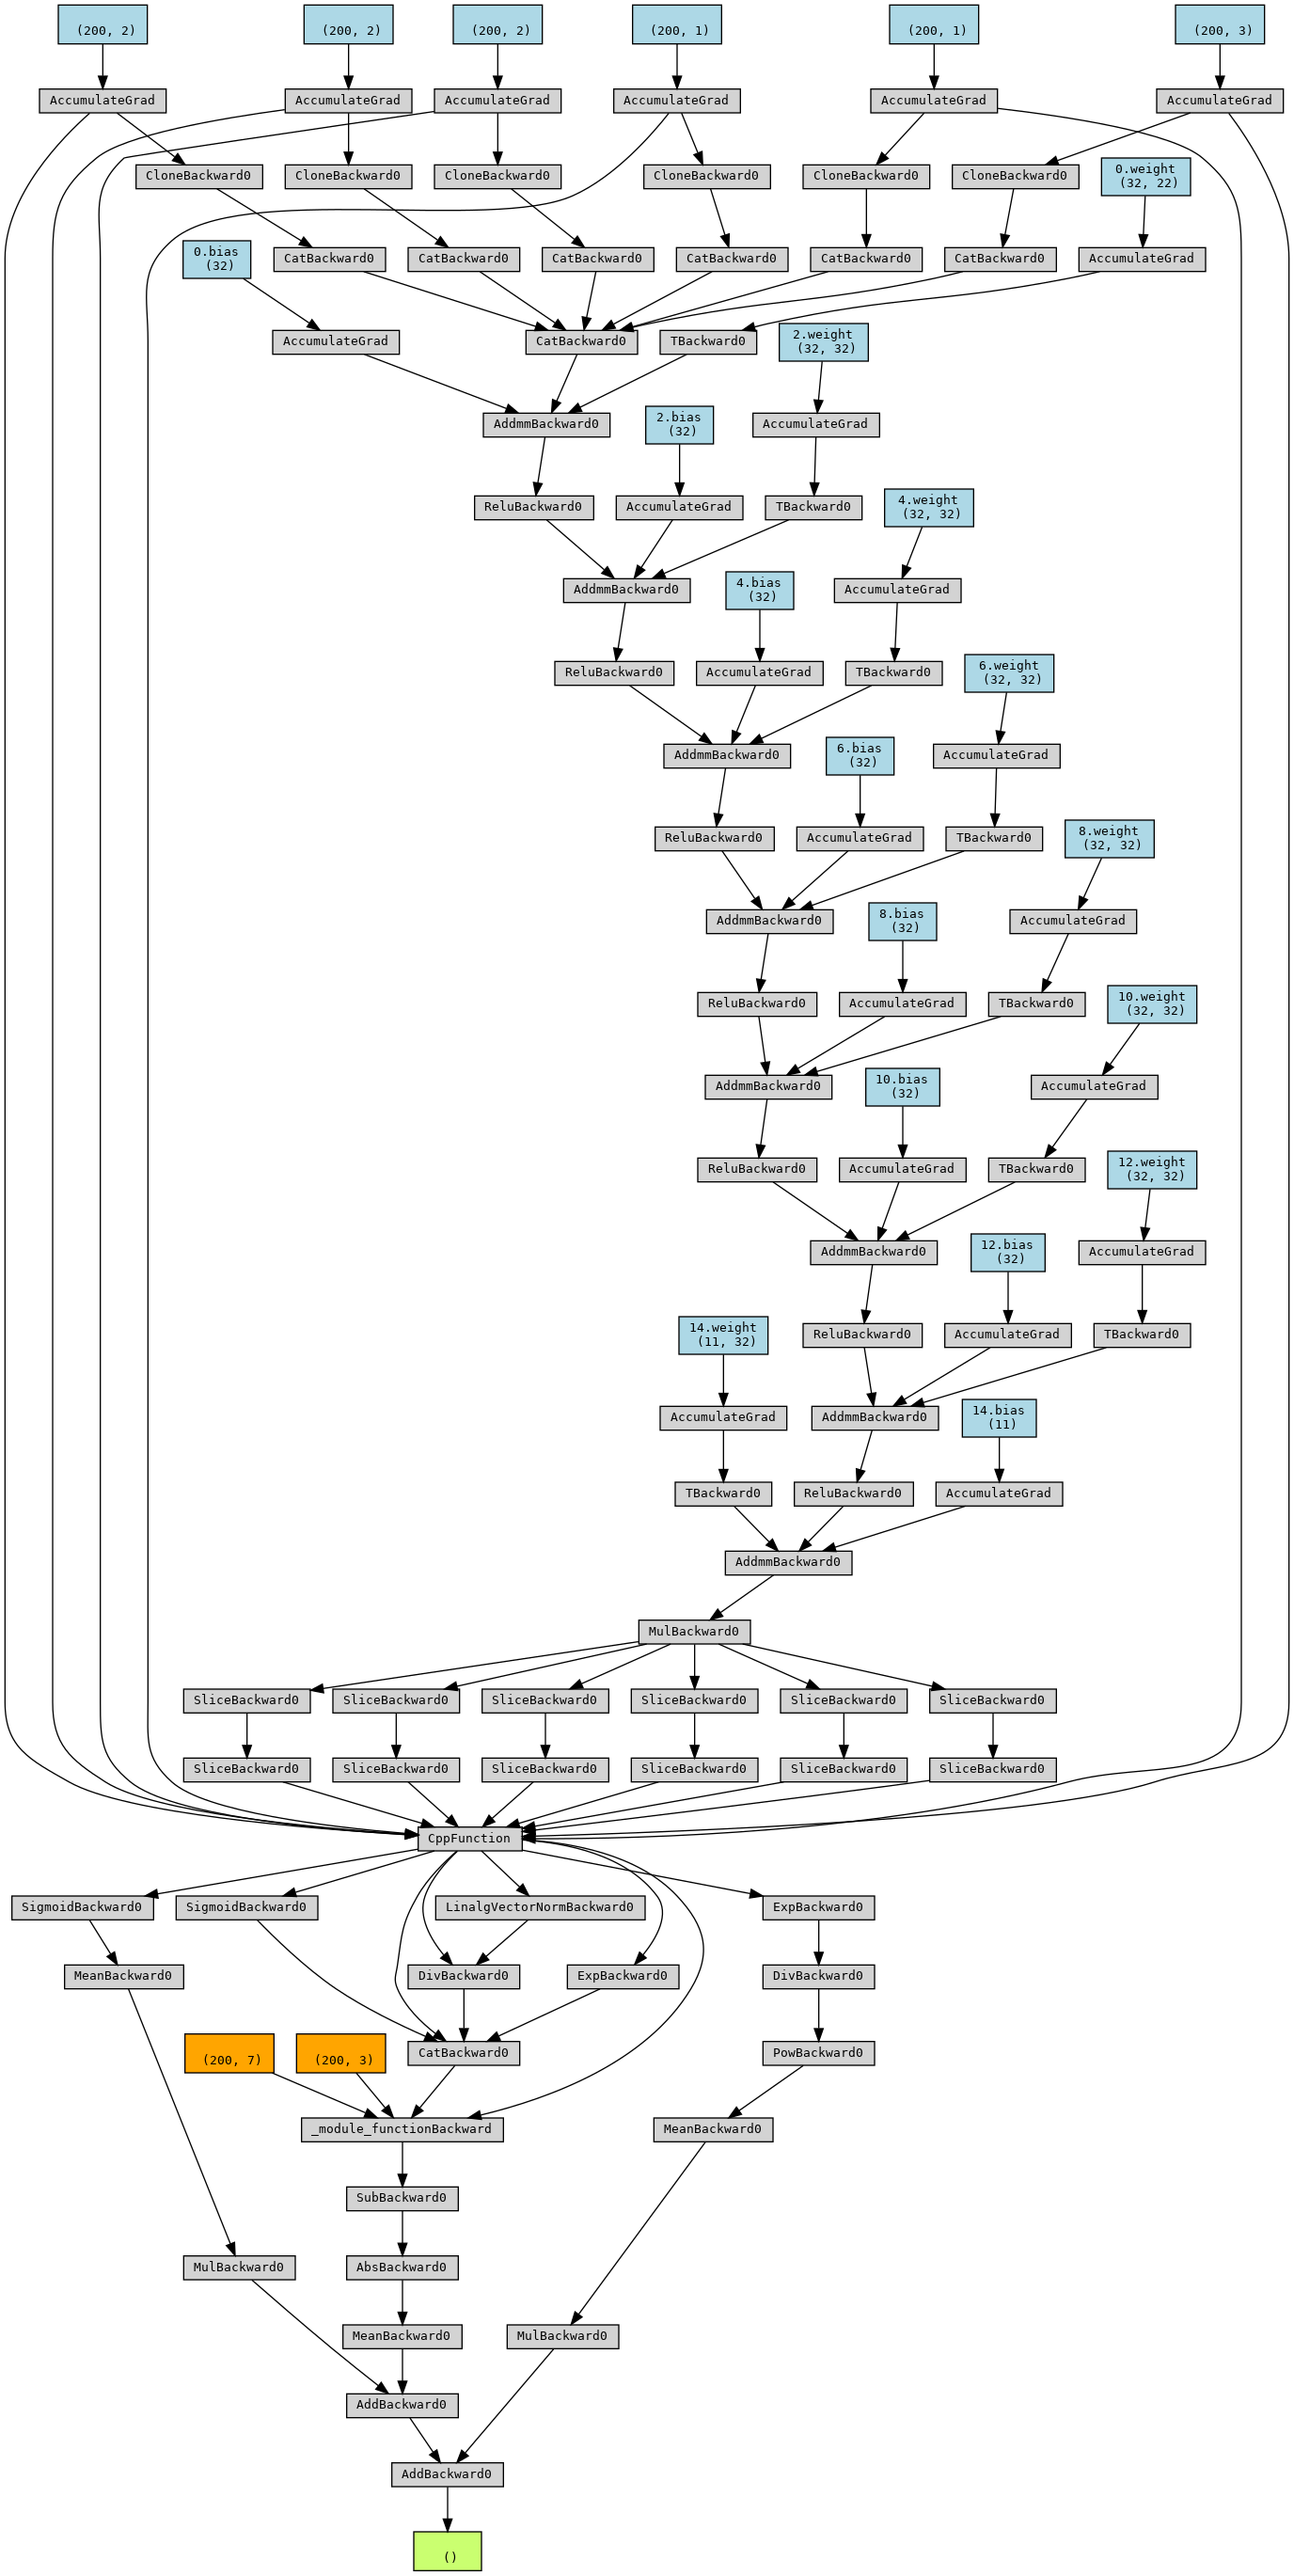 (200, 2)
(200, 2)
(200, 2)
(200, 1)
(200, 1)
(200, 3)
AccumulateGrad
AccumulateGrad
AccumulateGrad
AccumulateGrad
AccumulateGrad
AccumulateGrad
CloneBackward0
CloneBackward0
CloneBackward0
CloneBackward0
CloneBackward0
CloneBackward0
0.weight
(32, 22)
0.bias
(32)
CatBackward0
CatBackward0
CatBackward0
CatBackward0
CatBackward0
CatBackward0
AccumulateGrad
AccumulateGrad
CatBackward0
TBackward0
2.weight
(32, 32)
AddmmBackward0
2.bias
(32)
AccumulateGrad
ReluBackward0
AccumulateGrad
TBackward0
4.weight
(32, 32)
AddmmBackward0
4.bias
(32)
AccumulateGrad
ReluBackward0
AccumulateGrad
TBackward0
6.weight
(32, 32)
AddmmBackward0
6.bias
(32)
AccumulateGrad
ReluBackward0
AccumulateGrad
TBackward0
8.weight
(32, 32)
AddmmBackward0
8.bias
(32)
AccumulateGrad
ReluBackward0
AccumulateGrad
TBackward0
10.weight
(32, 32)
AddmmBackward0
10.bias
(32)
AccumulateGrad
ReluBackward0
AccumulateGrad
TBackward0
12.weight
(32, 32)
AddmmBackward0
12.bias
(32)
AccumulateGrad
14.weight
(11, 32)
ReluBackward0
AccumulateGrad
TBackward0
AccumulateGrad
AddmmBackward0
14.bias
(11)
TBackward0
ReluBackward0
AccumulateGrad
AddmmBackward0
MulBackward0
SliceBackward0
SliceBackward0
SliceBackward0
SliceBackward0
SliceBackward0
SliceBackward0
SliceBackward0
SliceBackward0
SliceBackward0
SliceBackward0
SliceBackward0
SliceBackward0
CppFunction
SigmoidBackward0
SigmoidBackward0
LinalgVectorNormBackward0
ExpBackward0
MeanBackward0
DivBackward0
ExpBackward0
DivBackward0
(200, 7)
(200, 3)
CatBackward0
PowBackward0
_module_functionBackward
MeanBackward0
SubBackward0
MulBackward0
AbsBackward0
MeanBackward0
MulBackward0
AddBackward0
AddBackward0
()